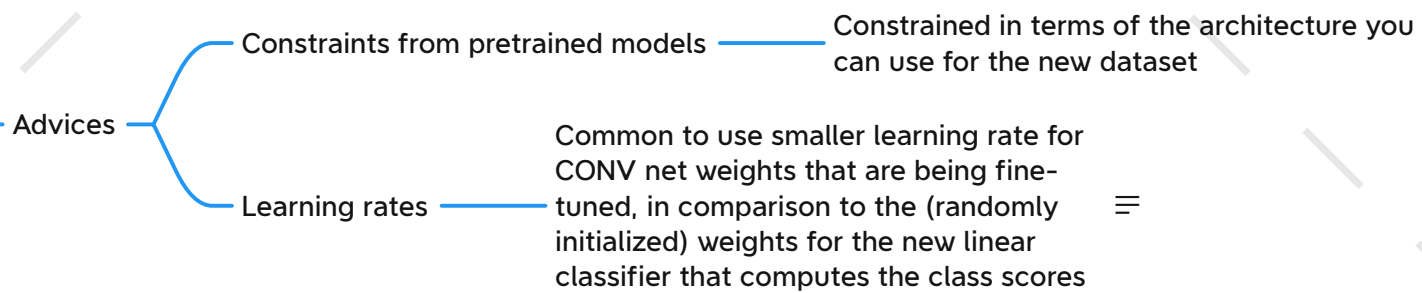 Constraints from pretrained models
Constrained in terms of the architecture you
can use for the new dataset
Advices
Learning rates
Common to use smaller learning rate for
CONV net weights that are being fine-
tuned, in comparison to the (randomly
initialized) weights for the new linear
classifier that computes the class scores